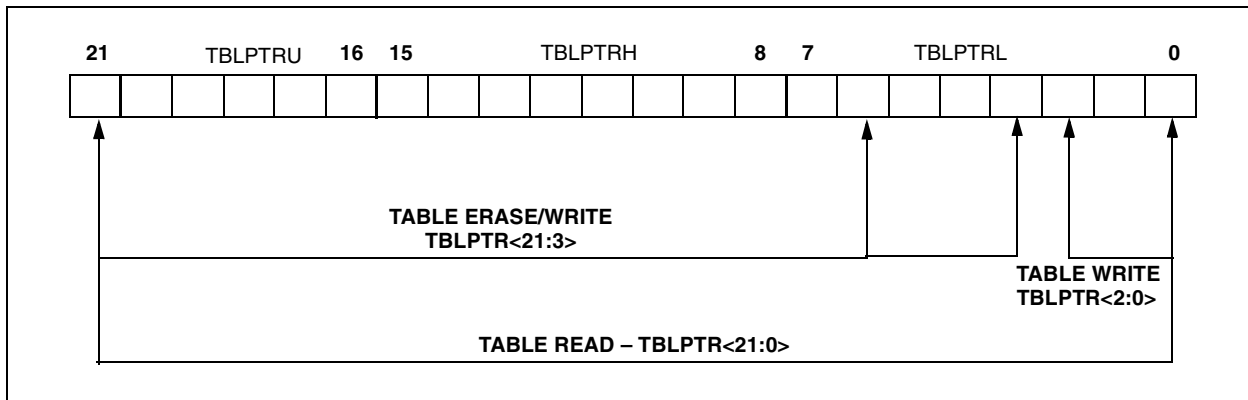 21 TBLPTRU 16 15 TBLPTRH 8 7 TBLPTRL 0
TABLE ERASE/WRITE
TBLPTR<21:3>
TABLE WRITE
TBLPTR<2:0>
TABLE READ – TBLPTR<21:0>